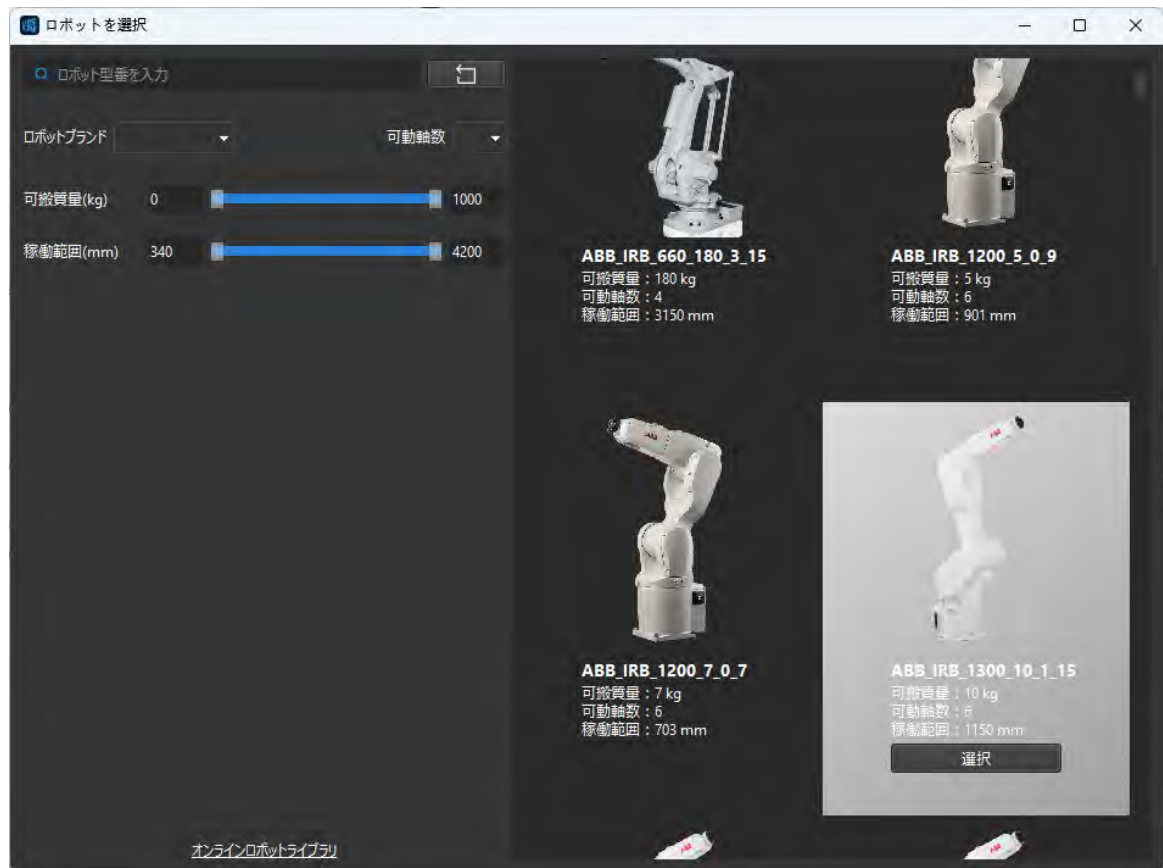 ロボットを選択
ロボット型番を入力
ロボットブランド
可動軸数
可搬質量(kg) 0 1000
稼働範囲(mm) 340 4200
オンラインロボットライブラリ
ABB_IRB_660_180_3_15
可搬質量：180 kg
可動軸数：4
稼働範囲：3150 mm
ABB_IRB_1200_5_0_9
可搬質量：5 kg
可動軸数：6
稼働範囲：901 mm
ABB
ABB_IRB_1200_7_0_7
可搬質量：7 kg
可動軸数：6
稼働範囲：703 mm
ABB
ABB_IRB_1300_10_1_15
可搬質量：10 kg
可動軸数：6
稼働範囲：1150 mm
選択
ABB
ABB